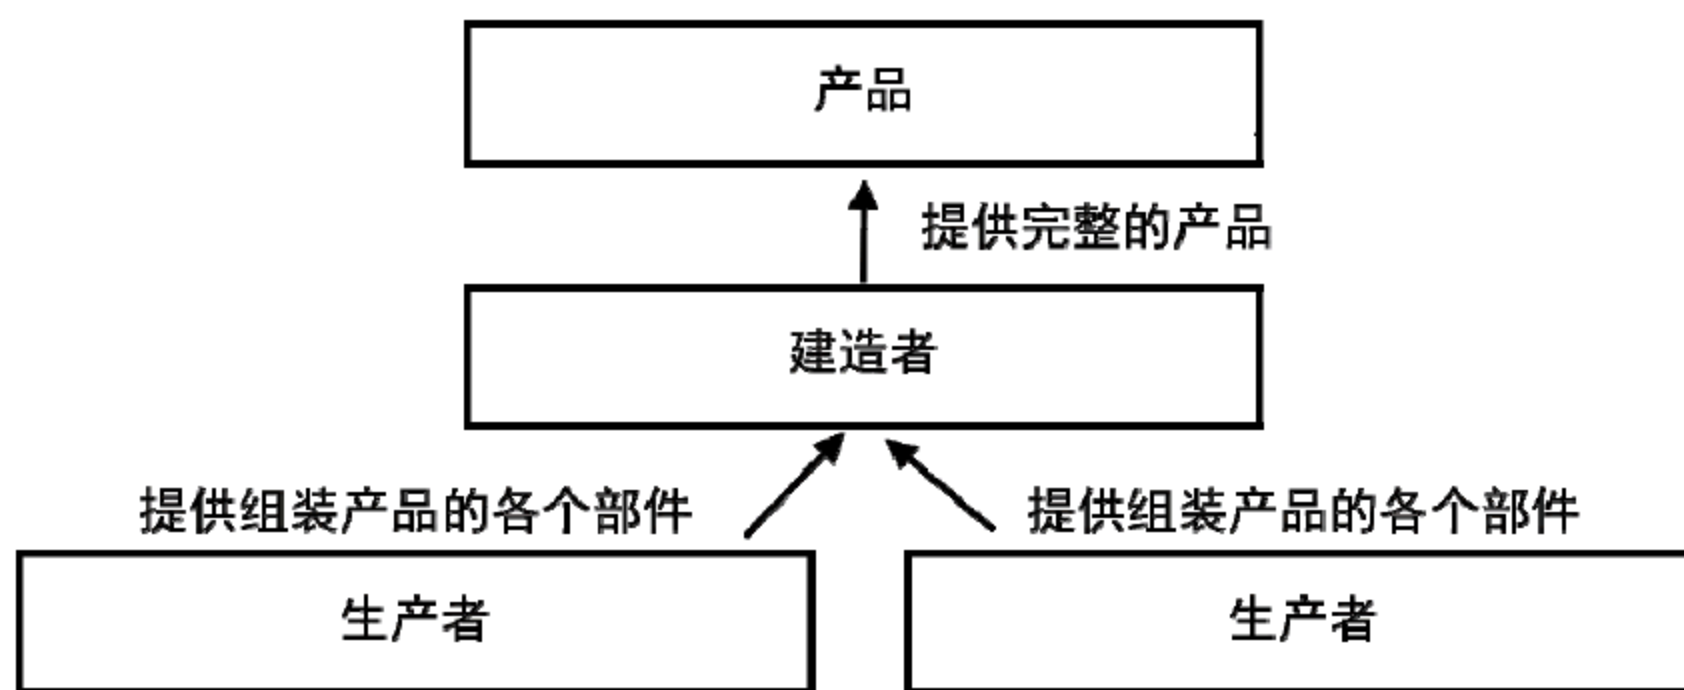 产品
提供完整的产品
建造者
提供组装产品的各个部件
提供组装产品的各个部件
生产者
生产者